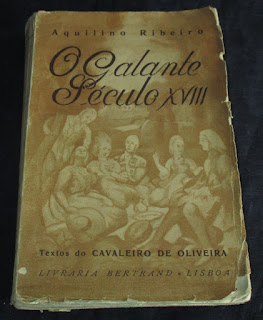 Aquilino Ribeiro
O Galante
Século XVIII
Textos do CAVALEIRO DE OLIVEIRA
LIVRARIA BERTRAND • LISBOA